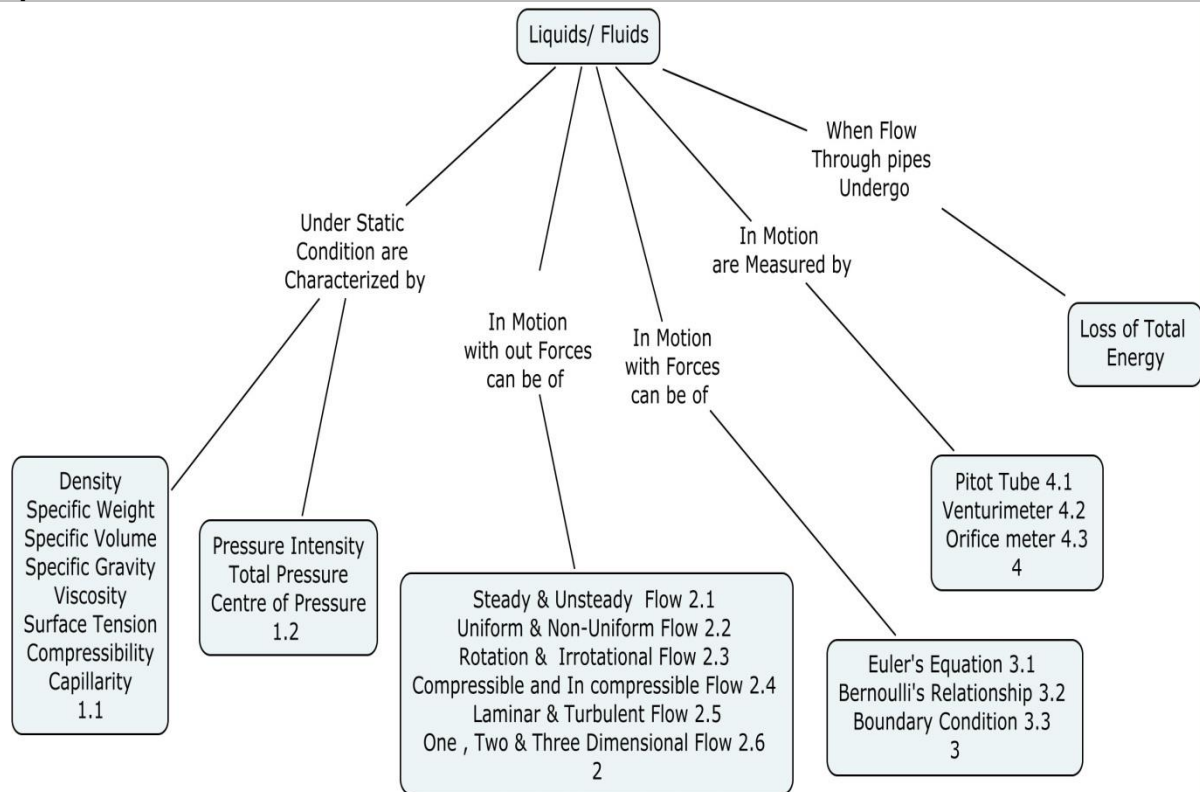 Liquids/ Fluids
When Flow
Through pipes
Undergo
Under Static
Condition are
Characterized by
In Motion
are Measured by
In Motion
with out Forces
can be of
In Motion
with Forces
can be of
Loss of Total
Energy
Density
Specific Weight
Specific Volume
Specific Gravity
Viscosity
Surface Tension
Compressibility
Capillarity
1.1
Pressure Intensity
Total Pressure
Centre of Pressure
1.2
Steady & Unsteady Flow 2.1
Uniform & Non-Uniform Flow 2.2
Rotation & Irrotational Flow 2.3
Compressible and In compressible Flow 2.4
Laminar & Turbulent Flow 2.5
One , Two & Three Dimensional Flow 2.6
2
Euler's Equation 3.1
Bernoulli's Relationship 3.2
Boundary Condition 3.3
3
Pitot Tube 4.1
Venturimeter 4.2
Orifice meter 4.3
4